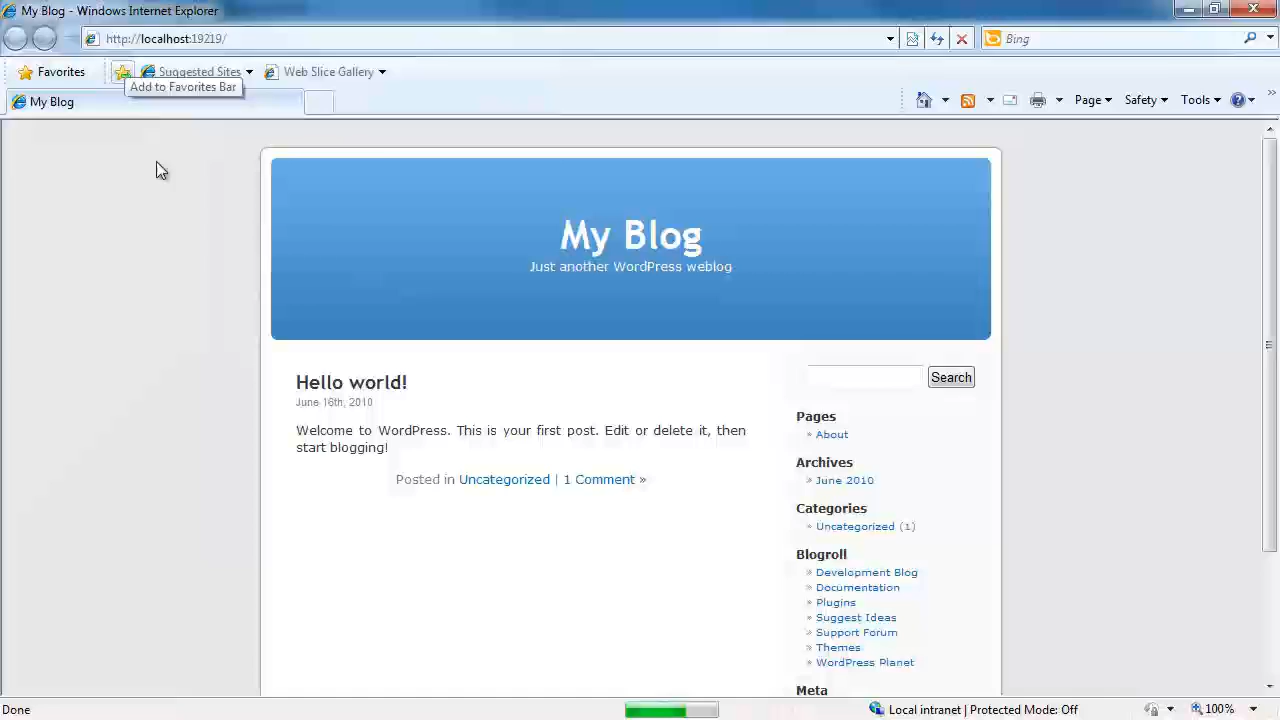 My Blog - Windows Internet Explorer
http://localhost:19219/
Bing
Favorites
Suggested Sites
Web Slice Gallery
Add to Favorites Bar
My Blog
Page
Safety
Tools
»
My Blog
Just another WordPress weblog
Hello world!
June 16th, 2010
Welcome to WordPress. This is your first post. Edit or delete it, then
start blogging!
Posted in Uncategorized | 1 Comment »
Search
Pages
» About
Archives
» June 2010
Categories
» Uncategorized (1)
Blogroll
» Development Blog
» Documentation
» Plugins
» Suggest Ideas
» Support Forum
» Themes
» WordPress Planet
Meta
Done
Local intranet | Protected Mode: Off
100%